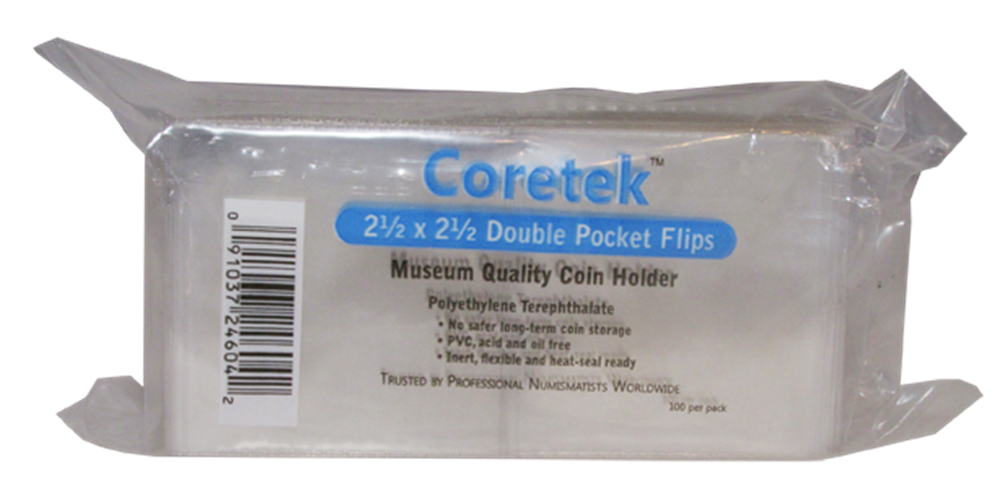 Coretek™
2½ x 2½ Double Pocket Flips
Museum Quality Coin Holder
Polyethylene Terephthalate
• No safer long-term coin storage
• PVC, acid and oil free
• Inert, flexible and heat-seal ready
Trusted by Professional Numismatists Worldwide
100 per pack
0 91037 24604 2